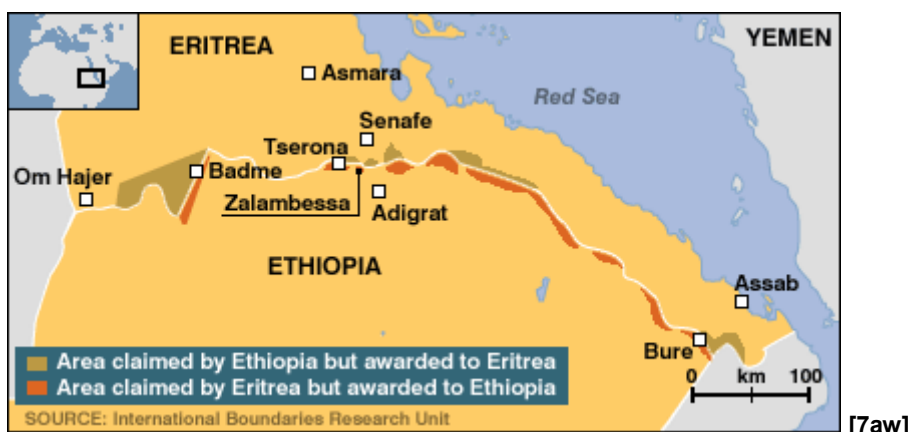 ERITREA
YEMEN
Asmara
Red Sea
Senafe
Tserona
Om Hajer
Badme
Zalambessa
Adigrat
ETHIOPIA
Assab
Bure
Area claimed by Ethiopia but awarded to Eritrea
Area claimed by Eritrea but awarded to Ethiopia
0 km 100
SOURCE: International Boundaries Research Unit
[7aw]